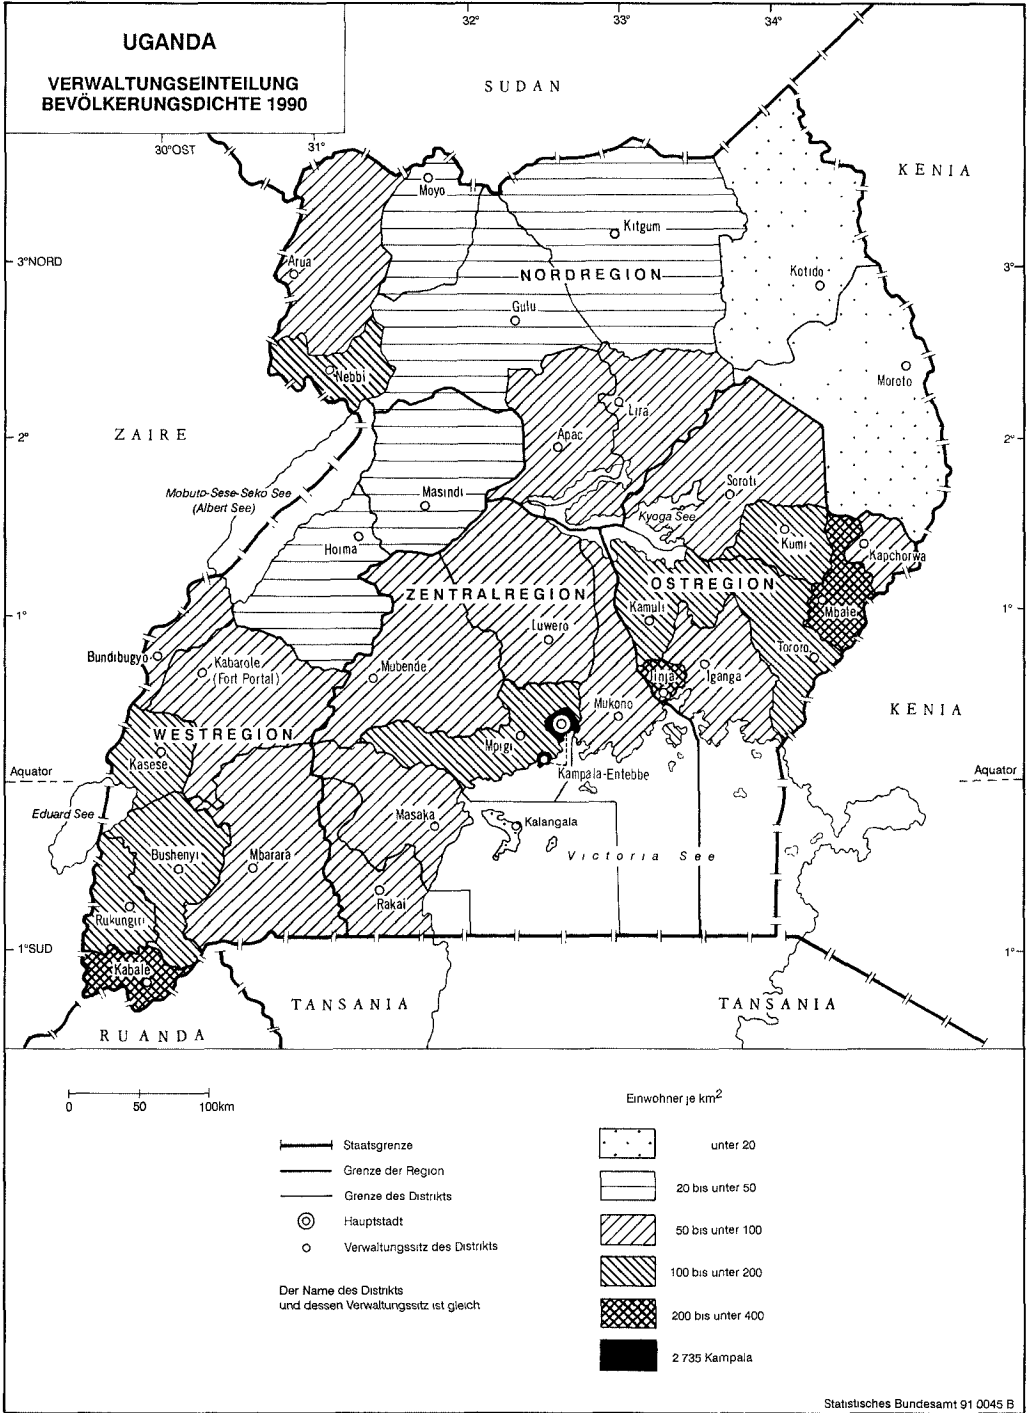 UGANDA
VERWALTUNGSEINTEILUNG
BEVÖLKERUNGSDICHTE 1990
32°
33°
34°
30°OST
31°
SUDAN
KENIA
Moyo
Kitgum
3°NORD
3°
Arua
NORDREGION
Kotido
Gulu
Nebbi
Moroto
Lira
ZAIRE
Apac
2°
2°
Mobuto-Sese-Seko See
(Albert See)
Masindi
Soroti
Kyoga See
Hoima
Kumi
Kapchorwa
ZENTRALREGION
OSTREGION
1°
1°
Kamuli
Mbale
Luwero
Bundibugyo
Kabarole
(Fort Portal)
Mubende
Tororo
Jinja
Iganga
Mukono
KENIA
WESTREGION
Mpigi
Kasese
Aquator
Aquator
Kampala-Entebbe
Eduard See
Masaka
Kalangala
Bushenyi
Mbarara
Victoria See
Rakai
Rukungiri
1°SUD
1°
Kabale
TANSANIA
TANSANIA
RUANDA
0 50 100km
Einwohner je km²
Staatsgrenze
Grenze der Region
Grenze des Distrikts
Hauptstadt
Verwaltungssitz des Distrikts
Der Name des Distrikts
und dessen Verwaltungssitz ist gleich
unter 20
20 bis unter 50
50 bis unter 100
100 bis unter 200
200 bis unter 400
2 735 Kampala
Statistisches Bundesamt 91 0045 B